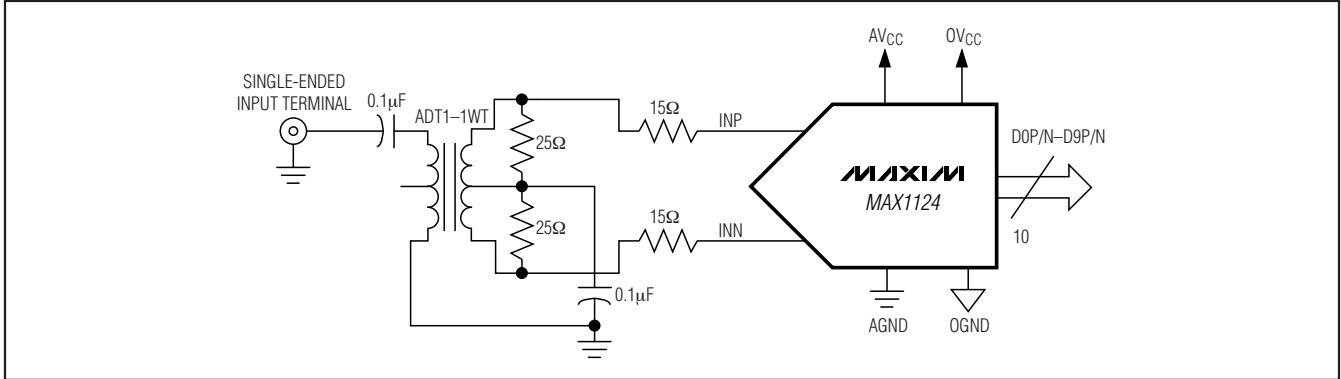 SINGLE-ENDED
INPUT TERMINAL
0.1μF
ADT1–1WT
25Ω
25Ω
0.1μF
15Ω
INP
15Ω
INN
AVCC
OVCC
MAXIM
MAX1124
D0P/N–D9P/N
10
AGND
OGND